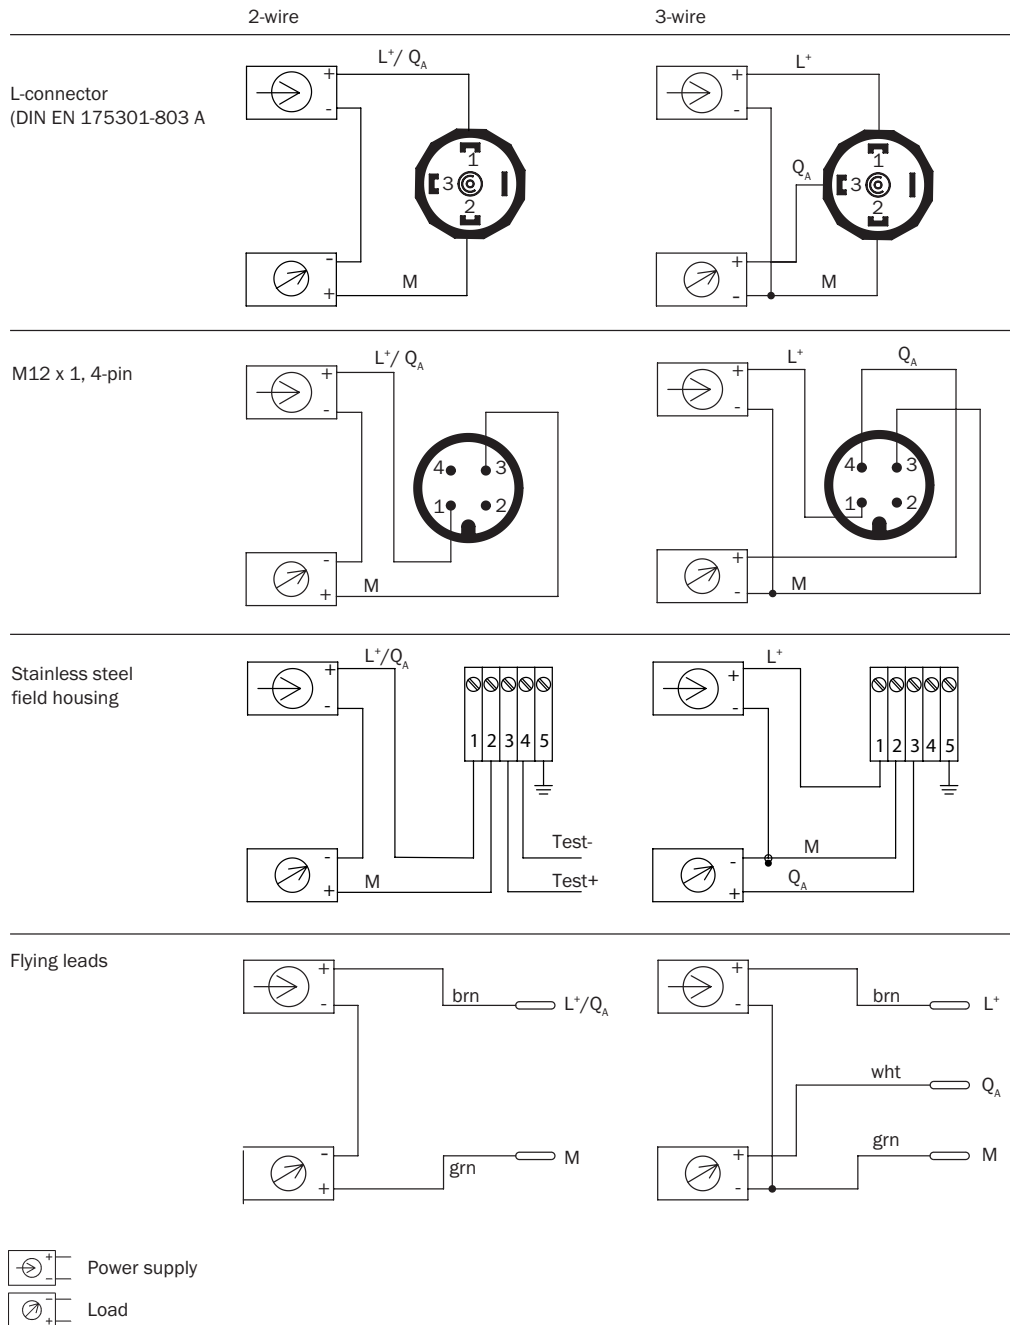 2-wire 3-wire
L-connector
(DIN EN 175301-803 A
L⁺/ Q_A
+
-
1
3
2
-
+
M
L⁺
+
-
Q_A
1
3
2
+
-
M
M12 x 1, 4-pin
L⁺/ Q_A
+
-
4 3
1 2
-
+
M
L⁺ Q_A
+
-
4 3
1 2
+
-
M
Stainless steel
field housing
L⁺/Q_A
+
-
1 2 3 4 5
Test-
-
M
+
Test+
L⁺
+
-
1 2 3 4 5
M
-
Q_A
+
Flying leads
+
-
brn
L⁺/Q_A
-
+
grn
M
+
-
brn
L⁺
wht
Q_A
grn
+
M
-
+
-
Power supply
-
+
Load